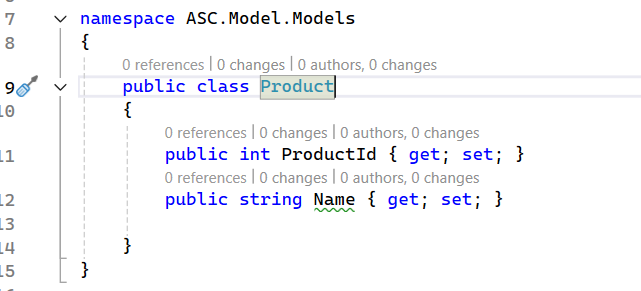 7 namespace ASC.Model.Models
8 {
0 references | 0 changes | 0 authors, 0 changes
9 public class Product
10 {
0 references | 0 changes | 0 authors, 0 changes
11 public int ProductId { get; set; }
0 references | 0 changes | 0 authors, 0 changes
12 public string Name { get; set; }
13
14 }
15 }